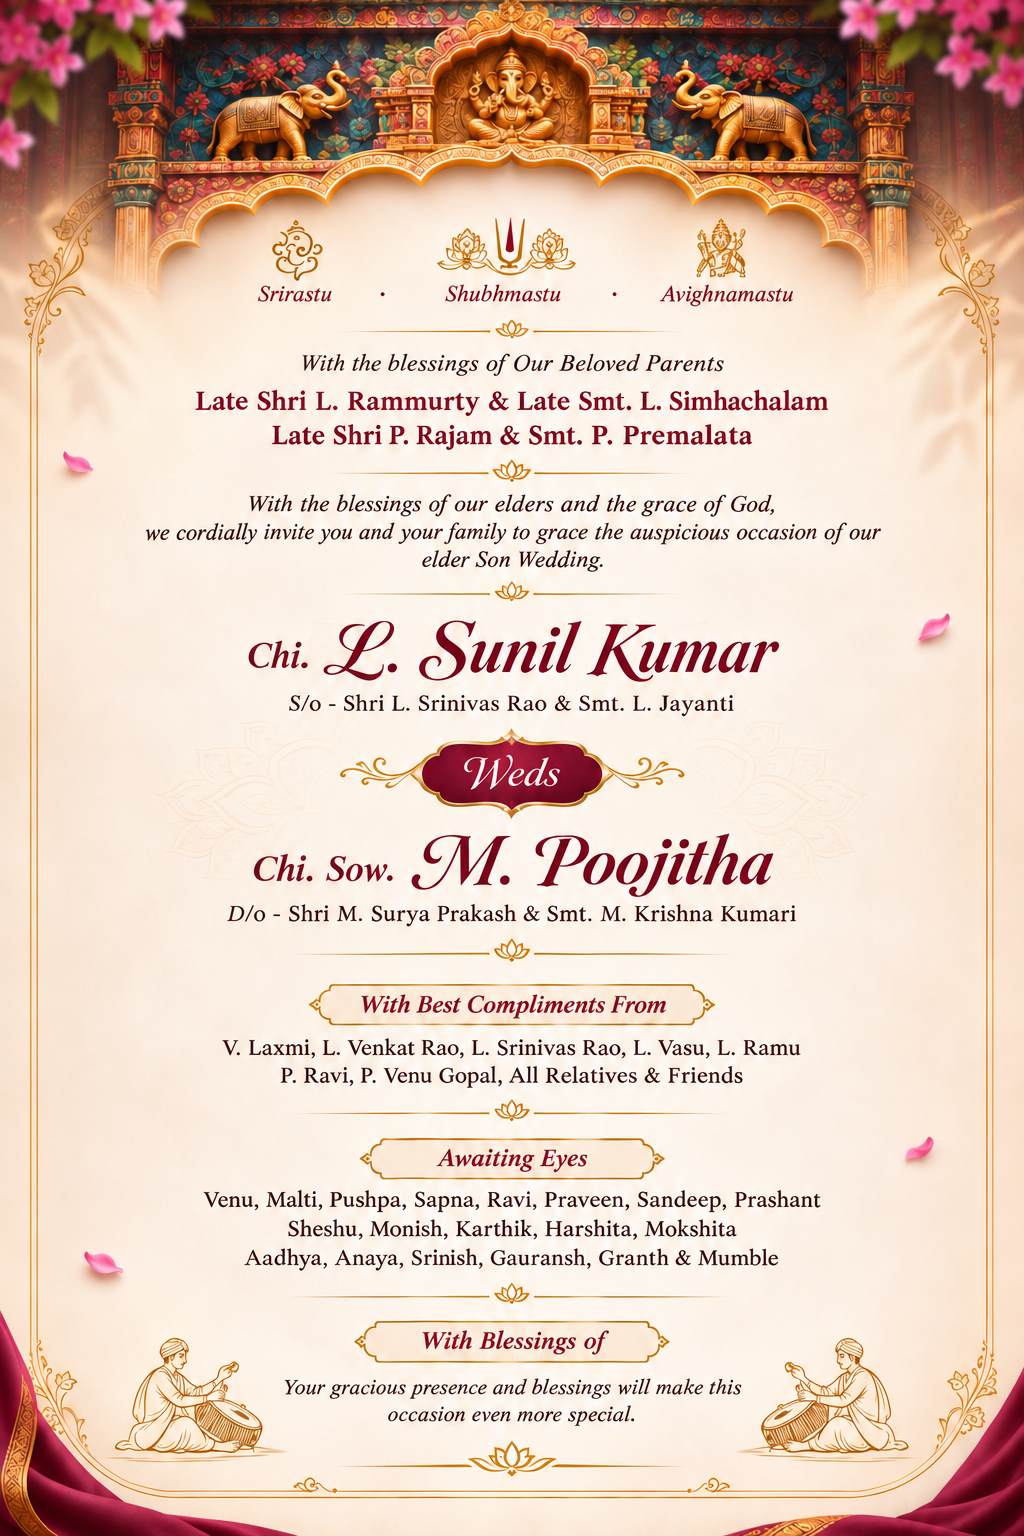 Srirastu · Shubhmastu · Avighnamastu
With the blessings of Our Beloved Parents
Late Shri L. Rammurty & Late Smt. L. Simhachalam
Late Shri P. Rajam & Smt. P. Premalata
With the blessings of our elders and the grace of God,
we cordially invite you and your family to grace the auspicious occasion of our
elder Son Wedding.
Chi. L. Sunil Kumar
S/o - Shri L. Srinivas Rao & Smt. L. Jayanti
Weds
Chi. Sow. M. Poojitha
D/o - Shri M. Surya Prakash & Smt. M. Krishna Kumari
With Best Compliments From
V. Laxmi, L. Venkat Rao, L. Srinivas Rao, L. Vasu, L. Ramu
P. Ravi, P. Venu Gopal, All Relatives & Friends
Awaiting Eyes
Venu, Malti, Pushpa, Sapna, Ravi, Praveen, Sandeep, Prashant
Sheshu, Monish, Karthik, Harshita, Mokshita
Aadhya, Anaya, Srinish, Gauransh, Granth & Mumble
With Blessings of
Your gracious presence and blessings will make this
occasion even more special.